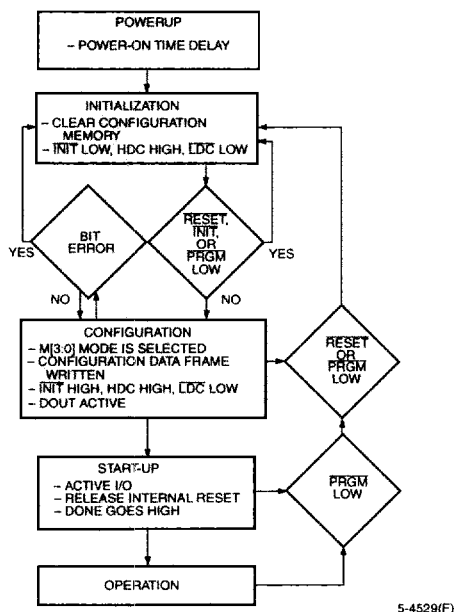 POWERUP
– POWER-ON TIME DELAY
INITIALIZATION
– CLEAR CONFIGURATION
MEMORY
– INIT LOW, HDC HIGH, LDC LOW
BIT
ERROR
YES
NO
RESET,
INIT,
OR
PRGM
LOW
YES
NO
CONFIGURATION
– M[3:0] MODE IS SELECTED
– CONFIGURATION DATA FRAME
WRITTEN
– INIT HIGH, HDC HIGH, LDC LOW
– DOUT ACTIVE
RESET
OR
PRGM
LOW
START-UP
– ACTIVE I/O
– RELEASE INTERNAL RESET
– DONE GOES HIGH
PRGM
LOW
OPERATION
5-4529(F)